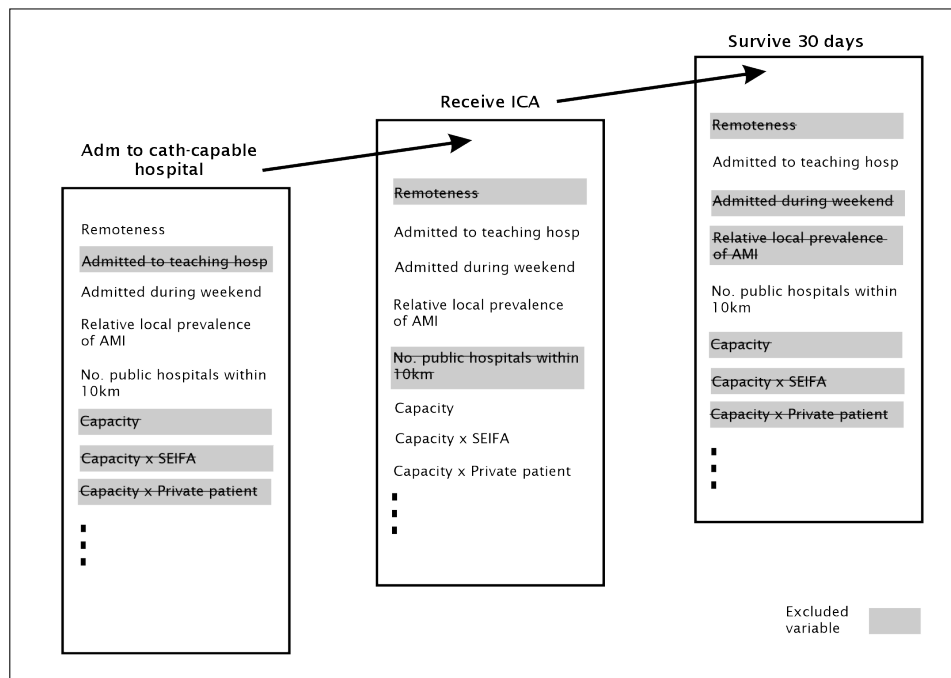 Adm to cath-capable
hospital
Remoteness
Admitted to teaching hosp
Admitted during weekend
Relative local prevalence
of AMI
No. public hospitals within
10km
Capacity
Capacity x SEIFA
Capacity x Private patient
Receive ICA
Remoteness
Admitted to teaching hosp
Admitted during weekend
Relative local prevalence
of AMI
No. public hospitals within
10km
Capacity
Capacity x SEIFA
Capacity x Private patient
Survive 30 days
Remoteness
Admitted to teaching hosp
Admitted during weekend
Relative local prevalence
of AMI
No. public hospitals within
10km
Capacity
Capacity x SEIFA
Capacity x Private patient
Excluded
variable